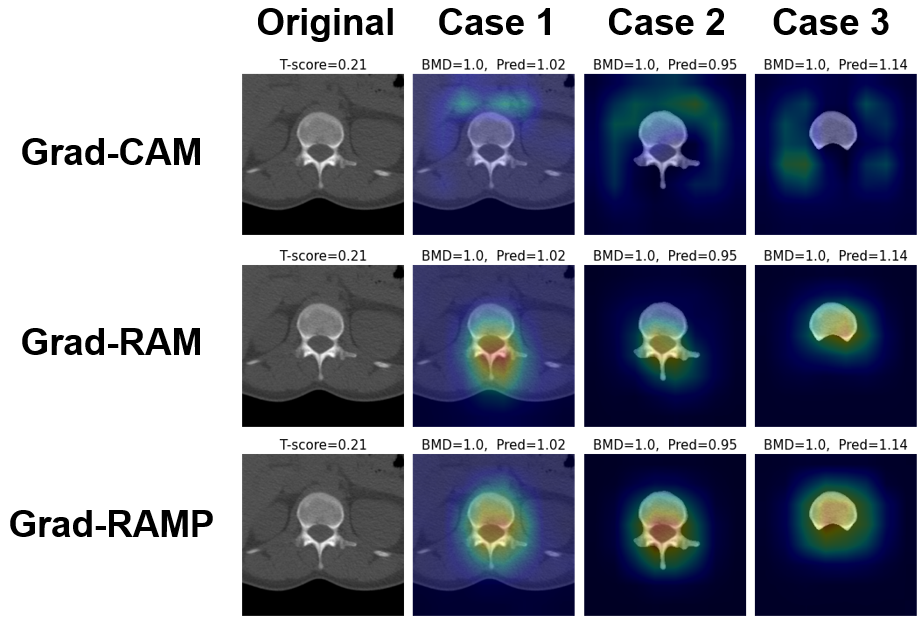 Original Case 1 Case 2 Case 3
T-score=0.21 BMD=1.0, Pred=1.02 BMD=1.0, Pred=0.95 BMD=1.0, Pred=1.14
Grad-CAM
T-score=0.21 BMD=1.0, Pred=1.02 BMD=1.0, Pred=0.95 BMD=1.0, Pred=1.14
Grad-RAM
T-score=0.21 BMD=1.0, Pred=1.02 BMD=1.0, Pred=0.95 BMD=1.0, Pred=1.14
Grad-RAMP